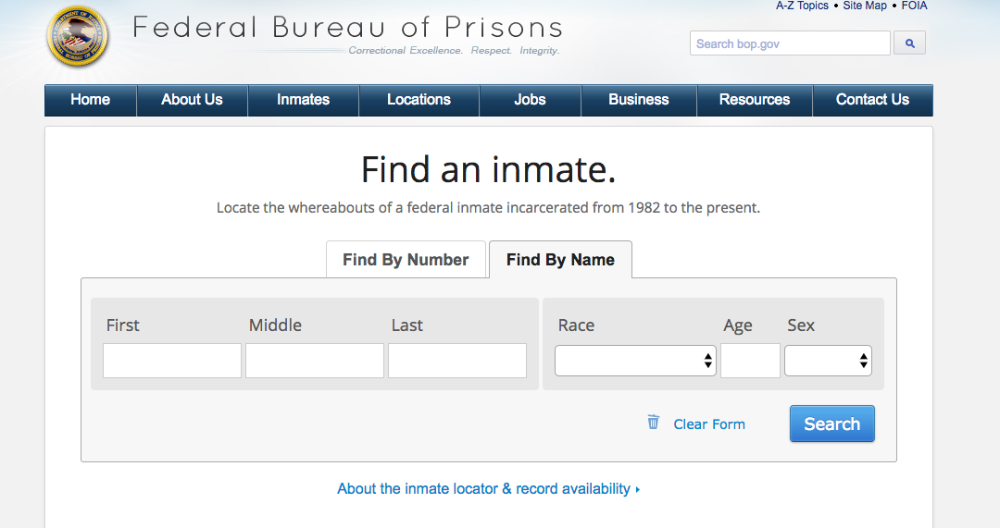 A-Z Topics • Site Map • FOIA
Federal Bureau of Prisons
Correctional Excellence. Respect. Integrity.
Search bop.gov
Home About Us Inmates Locations Jobs Business Resources Contact Us
Find an inmate.
Locate the whereabouts of a federal inmate incarcerated from 1982 to the present.
Find By Number Find By Name
First Middle Last Race Age Sex
Clear Form Search
About the inmate locator & record availability